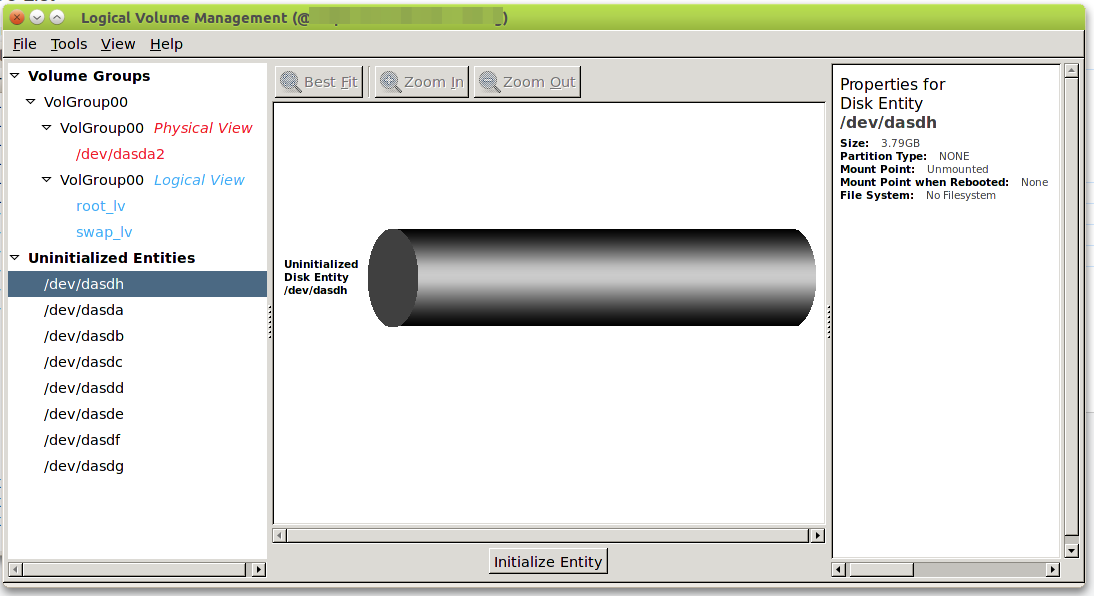 Logical Volume Management (@
)
File Tools View Help
Volume Groups
VolGroup00
VolGroup00 Physical View
/dev/dasda2
VolGroup00 Logical View
root_lv
swap_lv
Uninitialized Entities
/dev/dasdh
/dev/dasda
/dev/dasdb
/dev/dasdc
/dev/dasdd
/dev/dasde
/dev/dasdf
/dev/dasdg
Best Fit Zoom In Zoom Out
Uninitialized
Disk Entity
/dev/dasdh
Initialize Entity
Properties for
Disk Entity
/dev/dasdh
Size: 3.79GB
Partition Type: NONE
Mount Point: Unmounted
Mount Point when Rebooted: None
File System: No Filesystem